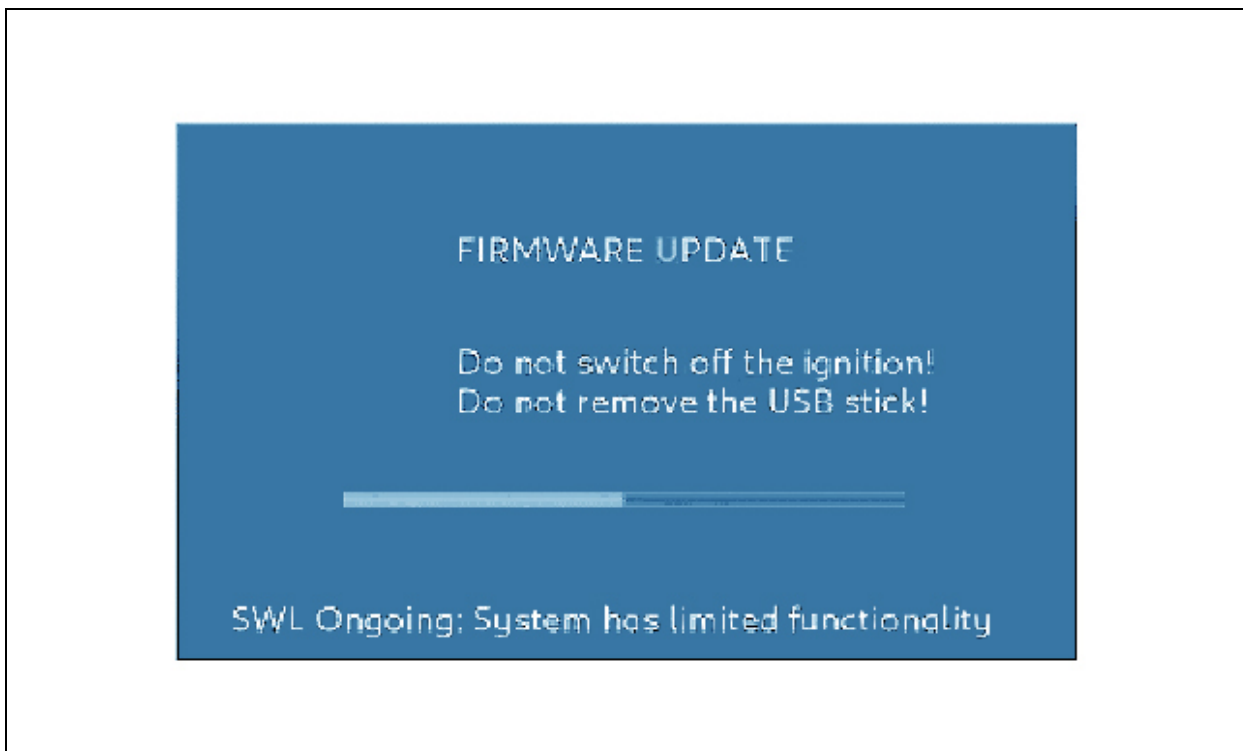 FIRMWARE UPDATE
Do not switch off the ignition!
Do not remove the USB stick!
SWL Ongoing: System has limited functionality